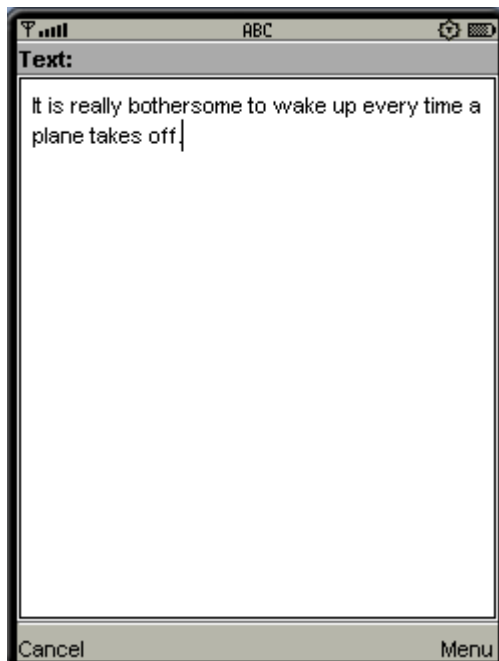 ABC
Text:
It is really bothersome to wake up every time a
plane takes off.
Cancel Menu